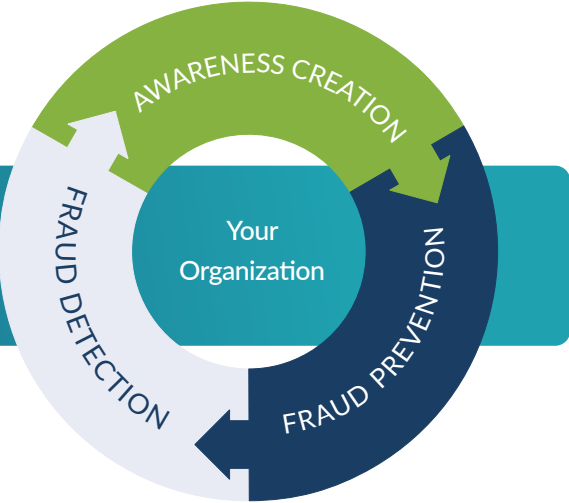 AWARENESS CREATION
FRAUD PREVENTION
FRAUD DETECTION
Your
Organization